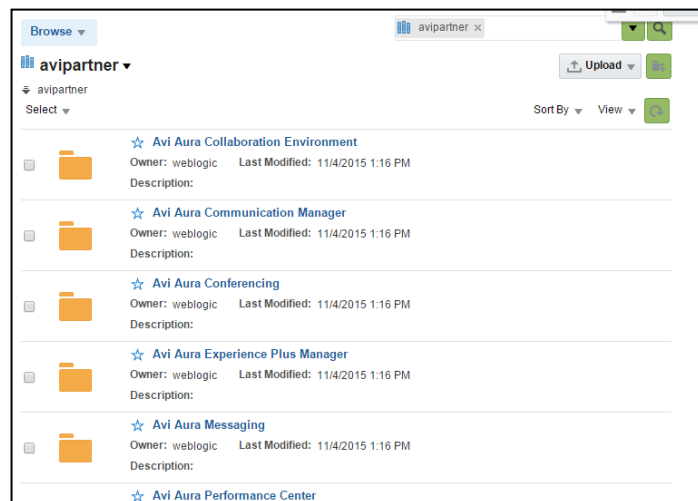 Browse
avipartner ×
avipartner
Upload
avipartner
Select
Sort By View
Avi Aura Collaboration Environment
Owner: weblogic Last Modified: 11/4/2015 1:16 PM
Description:
Avi Aura Communication Manager
Owner: weblogic Last Modified: 11/4/2015 1:16 PM
Description:
Avi Aura Conferencing
Owner: weblogic Last Modified: 11/4/2015 1:16 PM
Description:
Avi Aura Experience Plus Manager
Owner: weblogic Last Modified: 11/4/2015 1:16 PM
Description:
Avi Aura Messaging
Owner: weblogic Last Modified: 11/4/2015 1:16 PM
Description:
Avi Aura Performance Center